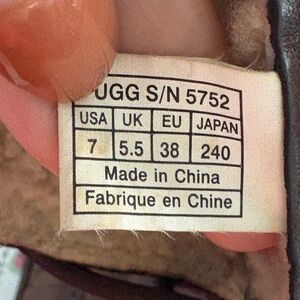 UGG S/N 5752
USA UK EU JAPAN
7 5.5 38 240
Made in China
Fabrique en Chine